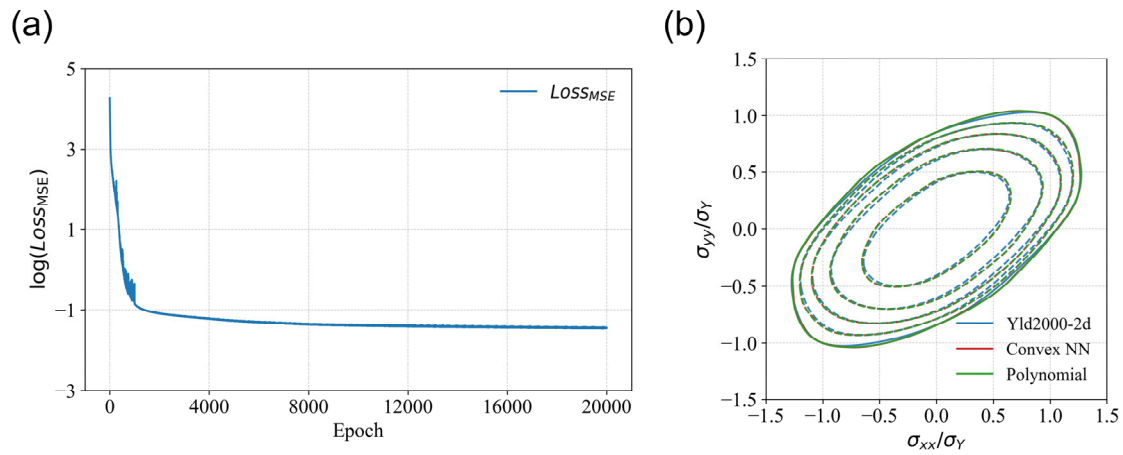 (a)
(b)
5
3
1
−1
−3
log(Loss_MSE)
Loss_MSE
0
4000
8000
12000
16000
20000
Epoch
1.5
1.0
0.5
0.0
−0.5
−1.0
−1.5
σ_yy/σ_Y
Yld2000-2d
Convex NN
Polynomial
−1.5
−1.0
−0.5
0.0
0.5
1.0
1.5
σ_xx/σ_Y